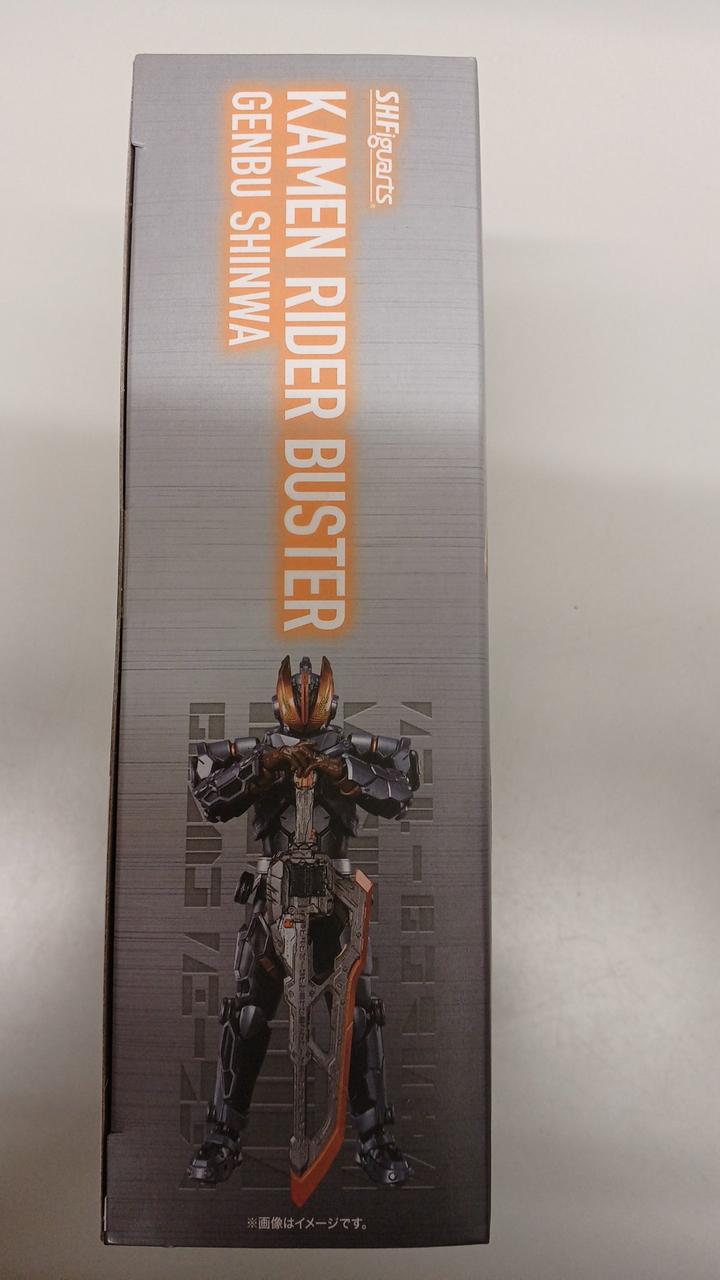 S.H.Figuarts
KAMEN RIDER BUSTER
GENBU SHINWA
※画像はイメージです。